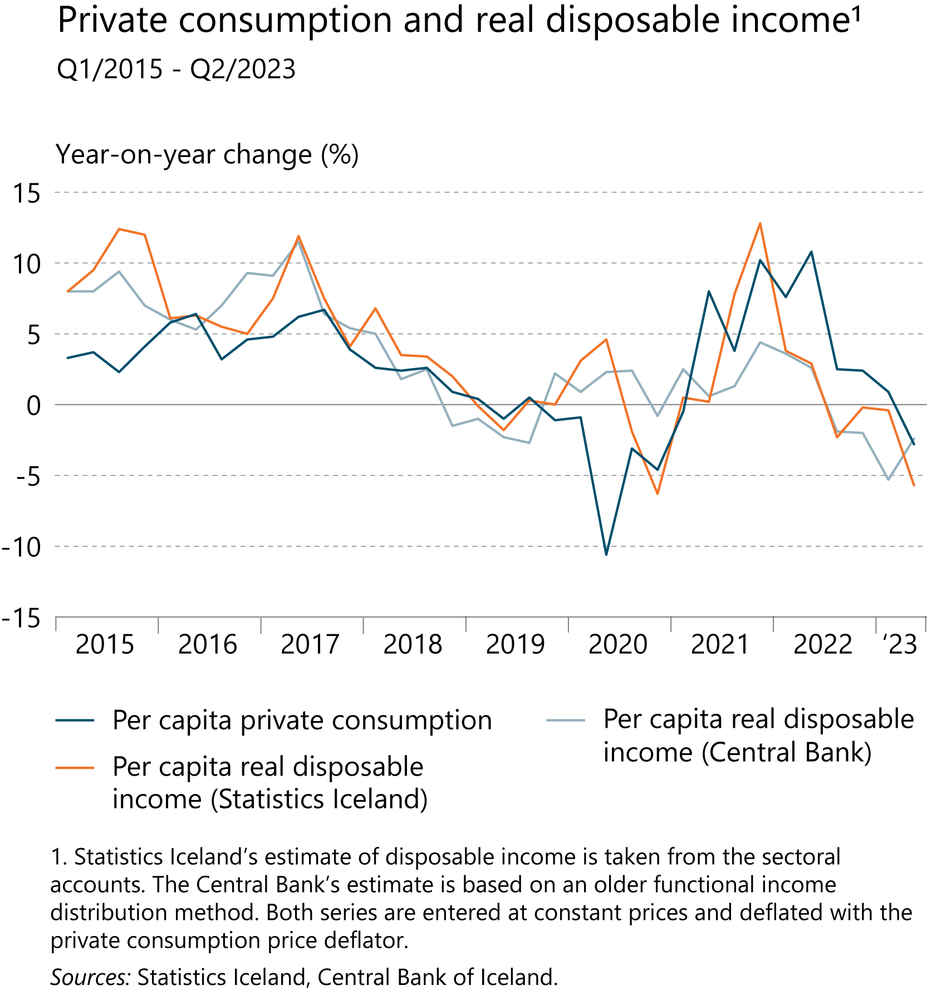 Private consumption and real disposable income¹
Q1/2015 - Q2/2023
Year-on-year change (%)
15
10
5
0
-5
-10
-15
2015 2016 2017 2018 2019 2020 2021 2022 ‘23
Per capita private consumption
Per capita real disposable
income (Statistics Iceland)
Per capita real disposable
income (Central Bank)
1. Statistics Iceland’s estimate of disposable income is taken from the sectoral
accounts. The Central Bank’s estimate is based on an older functional income
distribution method. Both series are entered at constant prices and deflated with the
private consumption price deflator.
Sources: Statistics Iceland, Central Bank of Iceland.